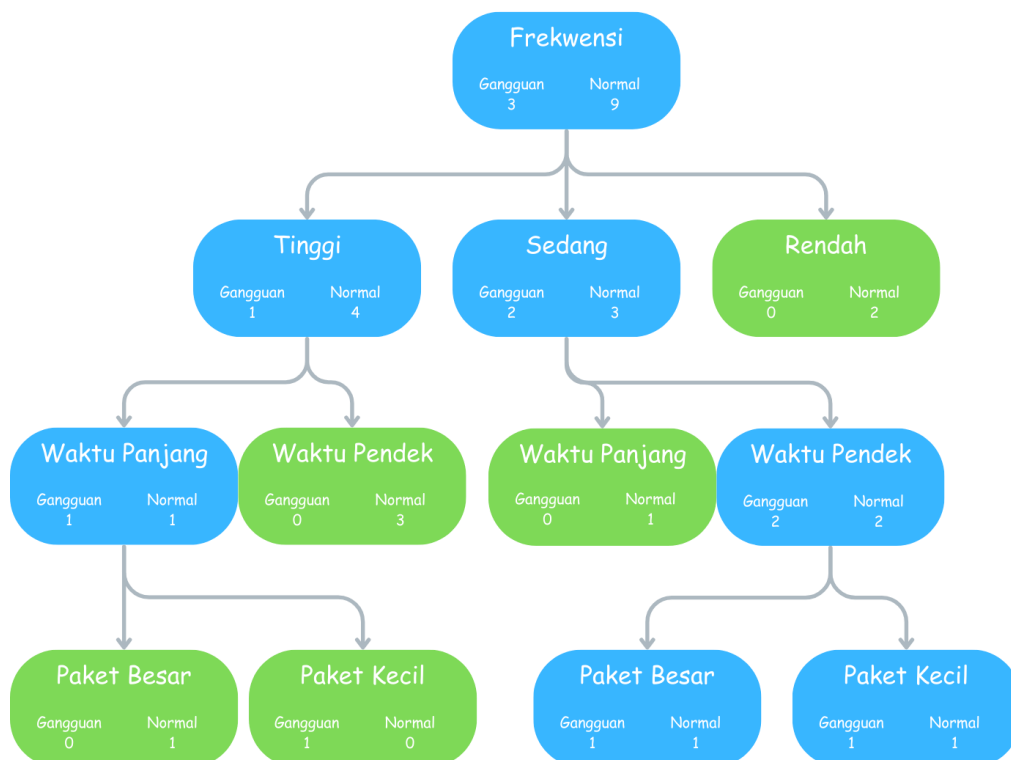 Frekwensi
Gangguan Normal
3 9
Tinggi
Gangguan Normal
1 4
Sedang
Gangguan Normal
2 3
Rendah
Gangguan Normal
0 2
Waktu Panjang
Gangguan Normal
1 1
Waktu Pendek
Gangguan Normal
0 3
Waktu Panjang
Gangguan Normal
0 1
Waktu Pendek
Gangguan Normal
2 2
Paket Besar
Gangguan Normal
0 1
Paket Kecil
Gangguan Normal
1 0
Paket Besar
Gangguan Normal
1 1
Paket Kecil
Gangguan Normal
1 1